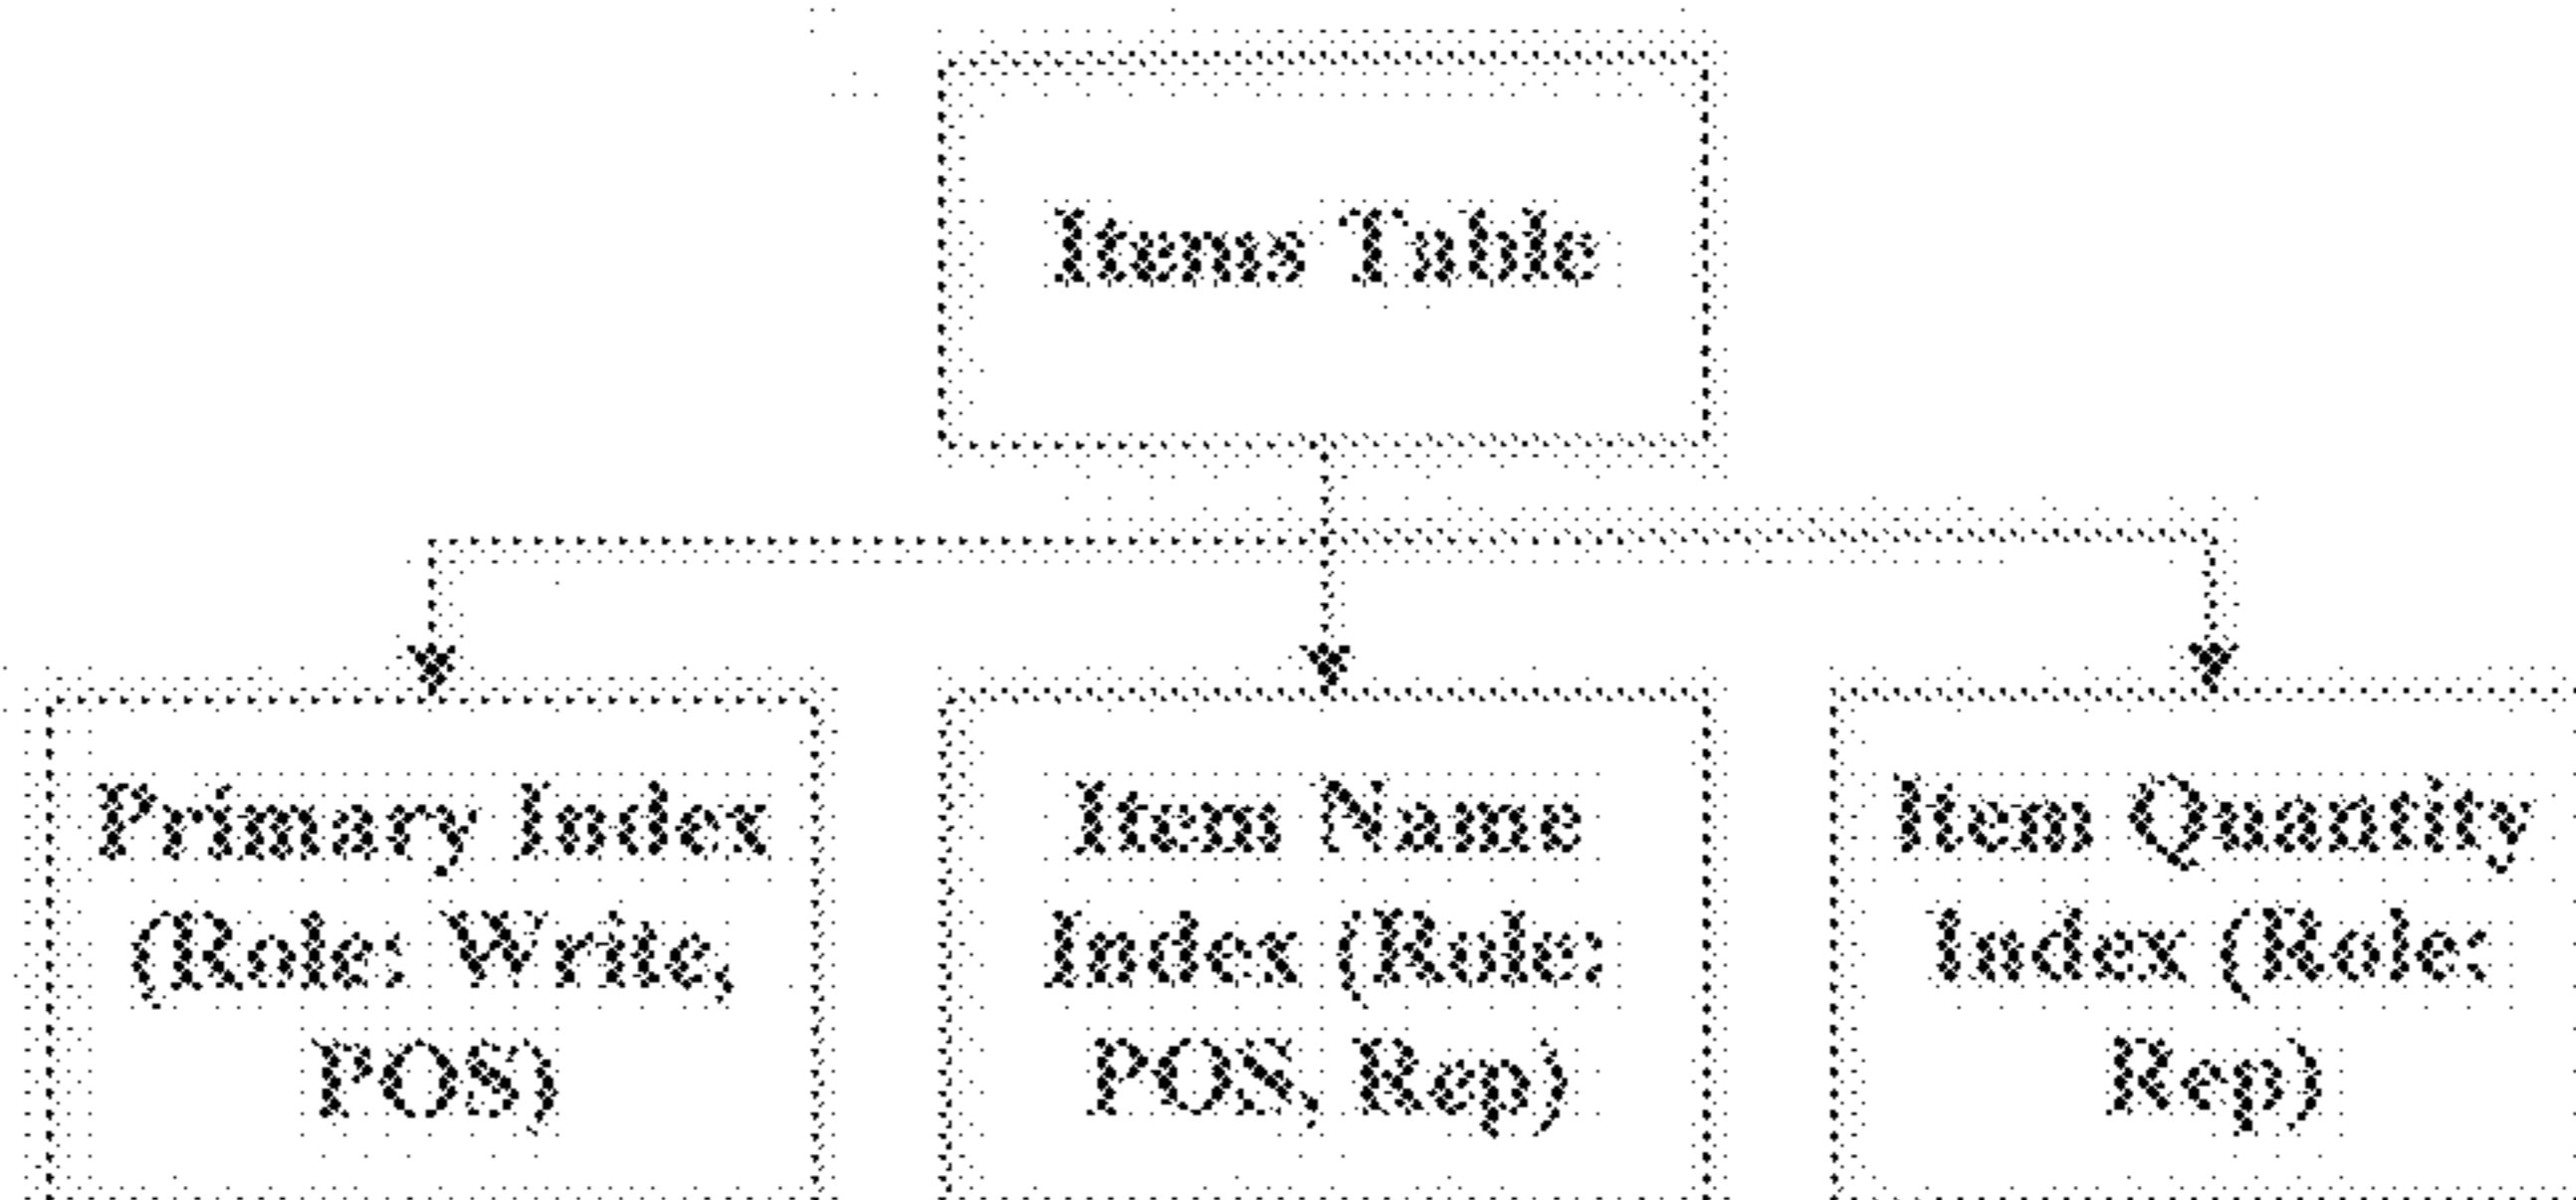 Items Table
Primary Index
(Role: Write,
POS)
Item Name
Index (Role:
POS, Rep)
Item Quantity
Index (Role:
Rep)